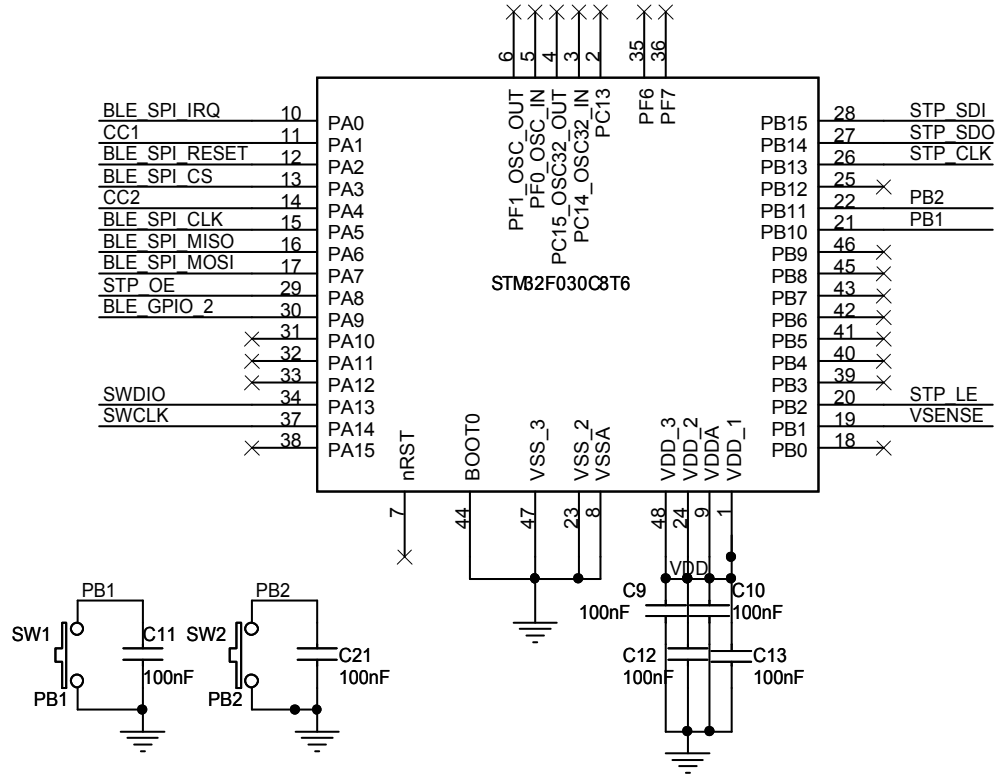 6 5 4 3 2 35 36
PF1_OSC_OUT
PF0_OSC_IN
PC15_OSC32_OUT
PC14_OSC32_IN
PC13
PF6
PF7
BLE_SPI_IRQ 10 PA0
CC1 11 PA1
BLE_SPI_RESET 12 PA2
BLE_SPI_CS 13 PA3
CC2 14 PA4
BLE_SPI_CLK 15 PA5
BLE_SPI_MISO 16 PA6
BLE_SPI_MOSI 17 PA7
STP_OE 29 PA8
BLE_GPIO_2 30 PA9
31 PA10
32 PA11
33 PA12
SWDIO 34 PA13
SWCLK 37 PA14
38 PA15
STM32F030C8T6
PB15 28 STP_SDI
PB14 27 STP_SDO
PB13 26 STP_CLK
PB12 25
PB11 22 PB2
PB10 21 PB1
PB9 46
PB8 45
PB7 43
PB6 42
PB5 41
PB4 40
PB3 39
PB2 20 STP_LE
PB1 19 VSENSE
PB0 18
nRST
BOOT0
VSS_3
VSS_2
VSSA
VDD_3
VDD_2
VDDA
VDD_1
7 44 47 23 8 48 24 9 1
VDD
C9
100nF
C10
100nF
C12
100nF
C13
100nF
PB1
SW1
C11
100nF
PB1
PB2
SW2
C21
100nF
PB2